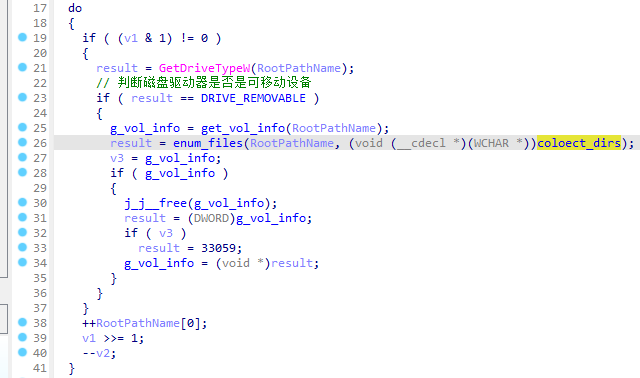 17 do
18 {
19 if ( (v1 & 1) != 0 )
20 {
21 result = GetDriveTypeW(RootPathName);
22 // 判断磁盘驱动器是否是可移动设备
23 if ( result == DRIVE_REMOVABLE )
24 {
25 g_vol_info = get_vol_info(RootPathName);
26 result = enum_files(RootPathName, (void (__cdecl *)(WCHAR *))coloect_dirs);
27 v3 = g_vol_info;
28 if ( g_vol_info )
29 {
30 j_j__free(g_vol_info);
31 result = (DWORD)g_vol_info;
32 if ( v3 )
33 result = 33059;
34 g_vol_info = (void *)result;
35 }
36 }
37 }
38 ++RootPathName[0];
39 v1 >>= 1;
40 --v2;
41 }